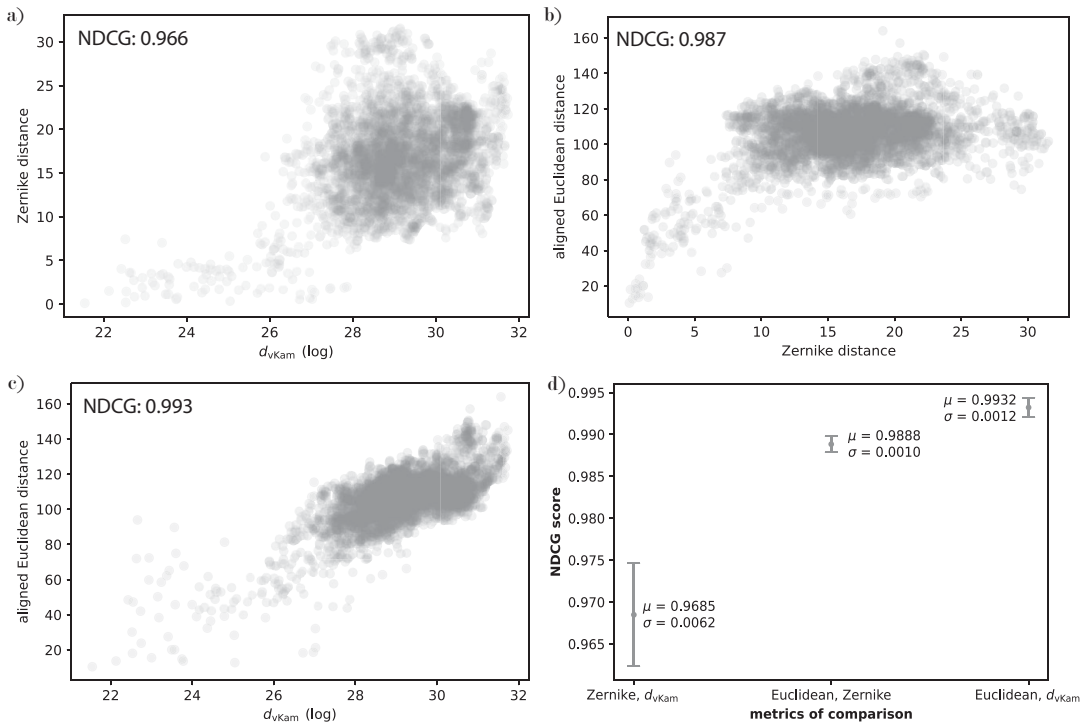 a)
NDCG: 0.966
Zernike distance
30
25
20
15
10
5
0
22 24 26 28 30 32
d_vKam (log)
b)
NDCG: 0.987
aligned Euclidean distance
160
140
120
100
80
60
40
20
0 5 10 15 20 25 30
Zernike distance
c)
NDCG: 0.993
aligned Euclidean distance
160
140
120
100
80
60
40
20
22 24 26 28 30 32
d_vKam (log)
d)
NDCG score
0.995
0.990
0.985
0.980
0.975
0.970
0.965
μ = 0.9685
σ = 0.0062
μ = 0.9888
σ = 0.0010
μ = 0.9932
σ = 0.0012
Zernike, d_vKam Euclidean, Zernike Euclidean, d_vKam
metrics of comparison